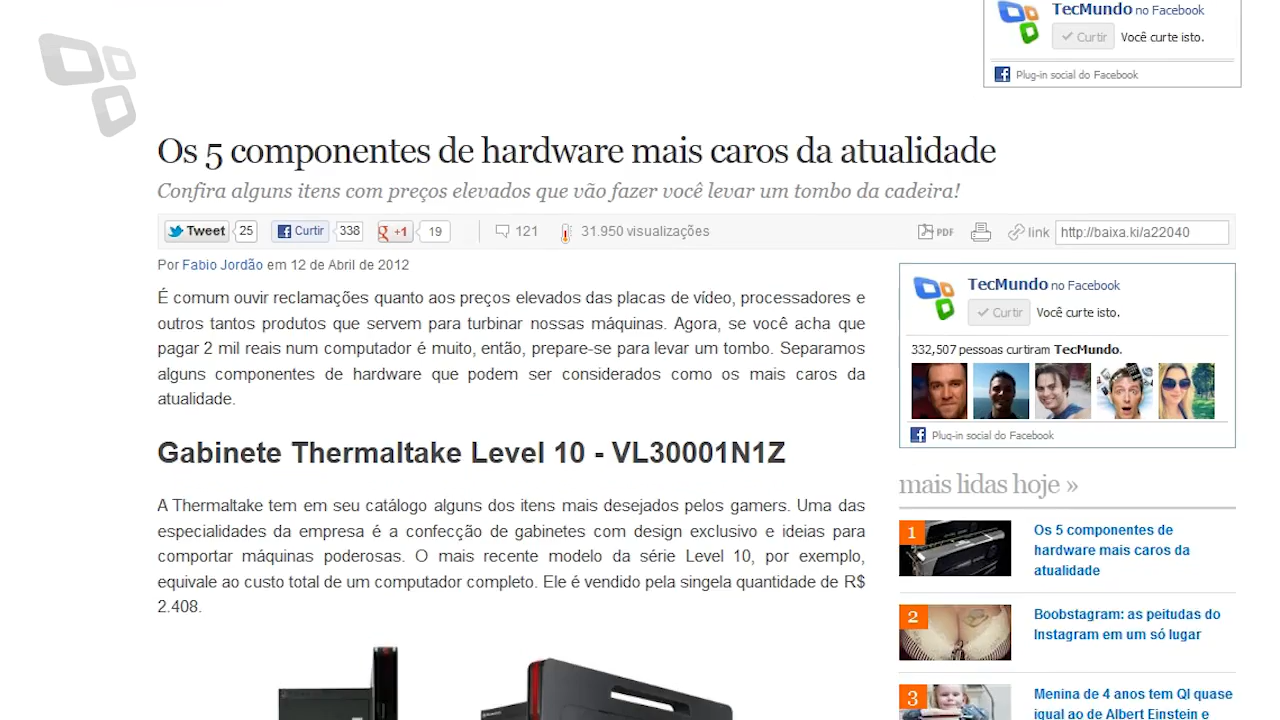 TecMundo no Facebook
Curtir Você curte isto.
Plug-in social do Facebook
Os 5 componentes de hardware mais caros da atualidade
Confira alguns itens com preços elevados que vão fazer você levar um tombo da cadeira!
Tweet 25 Curtir 338 +1 19 121 31.950 visualizações PDF link http://baixa.ki/a22040
Por Fabio Jordão em 12 de Abril de 2012
É comum ouvir reclamações quanto aos preços elevados das placas de vídeo, processadores e
outros tantos produtos que servem para turbinar nossas máquinas. Agora, se você acha que
pagar 2 mil reais num computador é muito, então, prepare-se para levar um tombo. Separamos
alguns componentes de hardware que podem ser considerados como os mais caros da
atualidade.
Gabinete Thermaltake Level 10 - VL30001N1Z
A Thermaltake tem em seu catálogo alguns dos itens mais desejados pelos gamers. Uma das
especialidades da empresa é a confecção de gabinetes com design exclusivo e ideias para
comportar máquinas poderosas. O mais recente modelo da série Level 10, por exemplo,
equivale ao custo total de um computador completo. Ele é vendido pela singela quantidade de R$
2.408.
TecMundo no Facebook
Curtir Você curte isto.
332,507 pessoas curtiram TecMundo.
Plug-in social do Facebook
mais lidas hoje »
1
Os 5 componentes de
hardware mais caros da
atualidade
2
Boobstagram: as peitudas do
Instagram em um só lugar
3
Menina de 4 anos tem QI quase
igual ao de Albert Einstein e